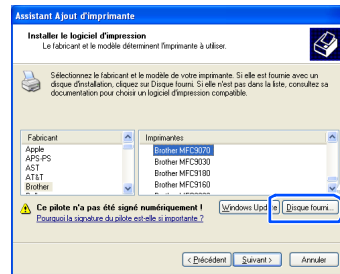 Assistant Ajout d'imprimante
Installer le logiciel d'impression
Le fabricant et le modèle déterminent l'imprimante à utiliser.
Sélectionnez le fabricant et le modèle de votre imprimante. Si elle est fournie avec un
disque d'installation, cliquez sur Disque fourni. Si elle n'est pas dans la liste, consultez sa
documentation pour choisir un logiciel d'impression compatible.
Fabricant
Imprimantes
Apple
APS-PS
AST
AT&T
Brother
Brother MFC9070
Brother MFC9030
Brother MFC9180
Brother MFC9160
Ce pilote n'a pas été signé numériquement !
Pourquoi la signature du pilote est-elle si importante ?
Windows Upd
Disque fourni...
< Précédent
Suivant >
Annuler